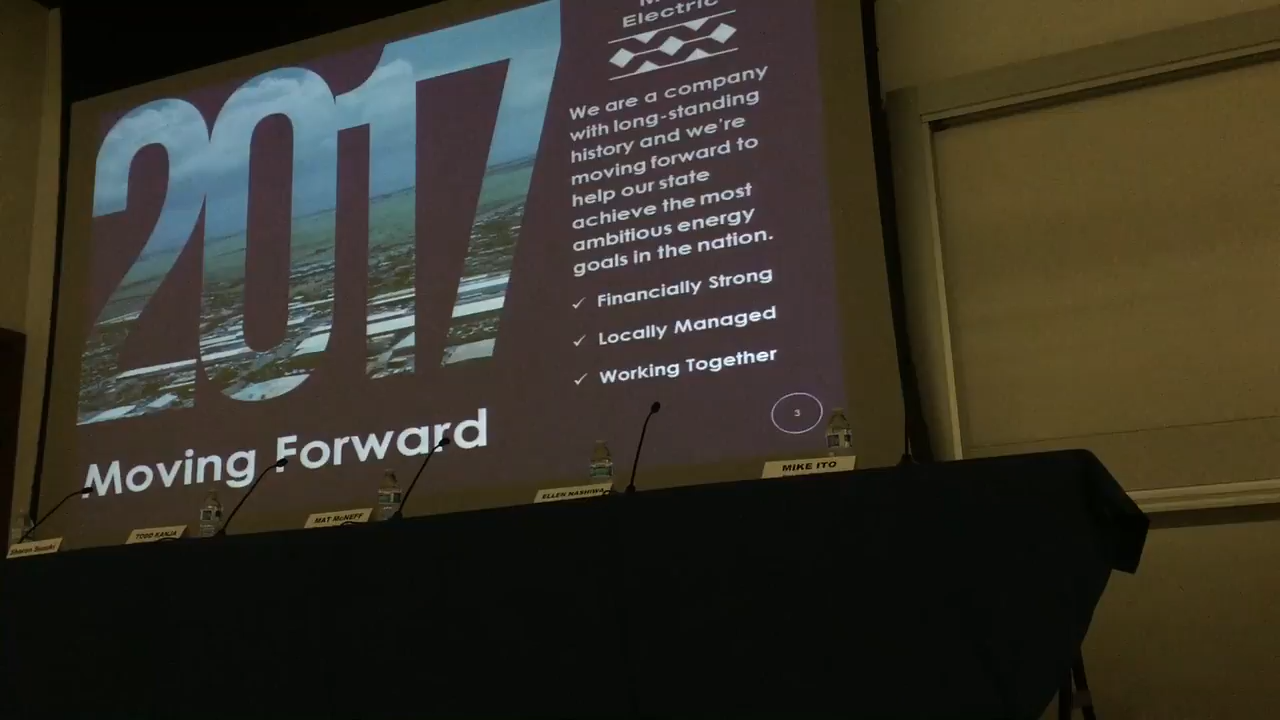 2017
Moving Forward
Electric
We are a company
with long-standing
history and we're
moving forward to
help our state
achieve the most
ambitious energy
goals in the nation.
✓ Financially Strong
✓ Locally Managed
✓ Working Together
3
Sharon Suzuki
TODD KANJA
MAT McNEFF
ELLEN NASHIWA
MIKE ITO